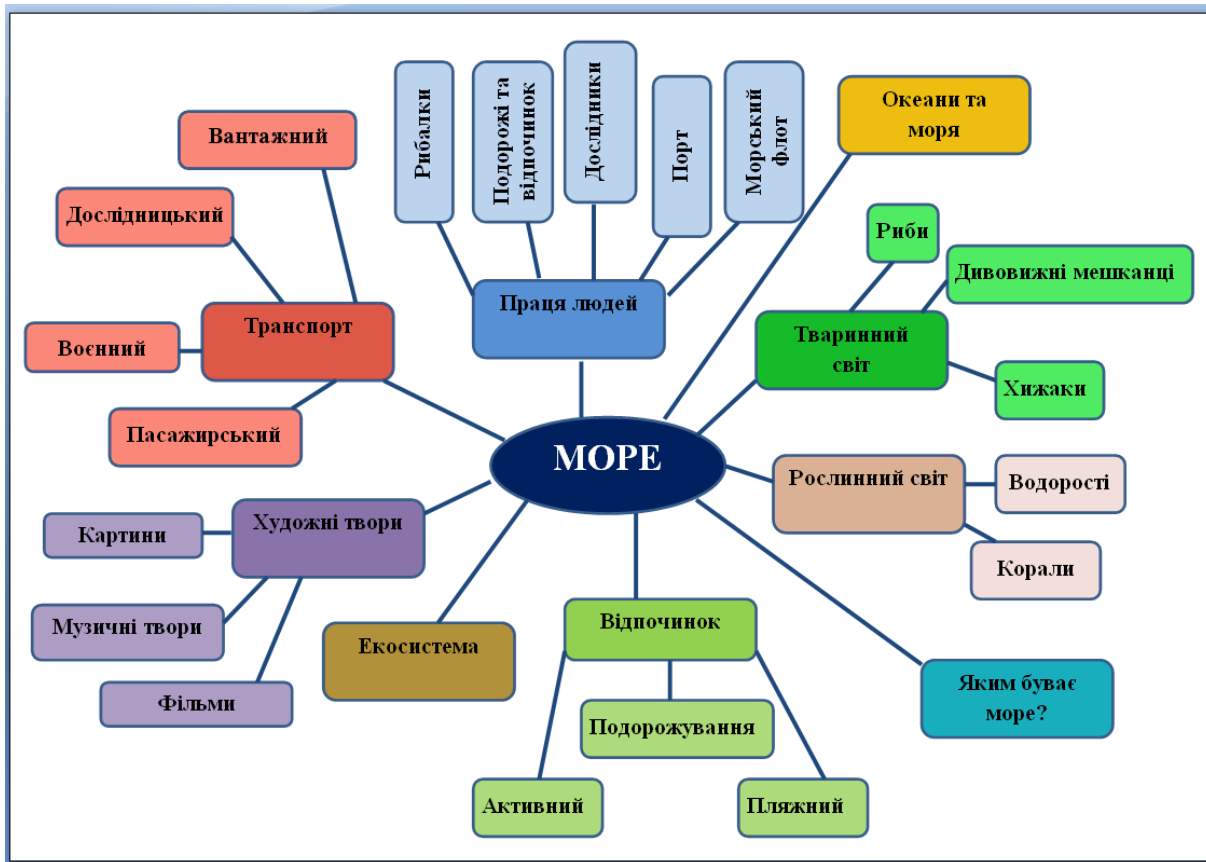 Рибалки
Подорожі та
відпочинок
Дослідники
Порт
Морський
флот
Океани та
моря
Вантажний
Дослідницький
Воєнний
Пасажирський
Транспорт
Праця людей
Риби
Дивовижні мешканці
Тваринний
світ
Хижаки
МОРЕ
Рослинний світ
Водорості
Корали
Художні твори
Картини
Музичні твори
Фільми
Екосистема
Відпочинок
Подорожування
Активний
Пляжний
Яким буває
море?